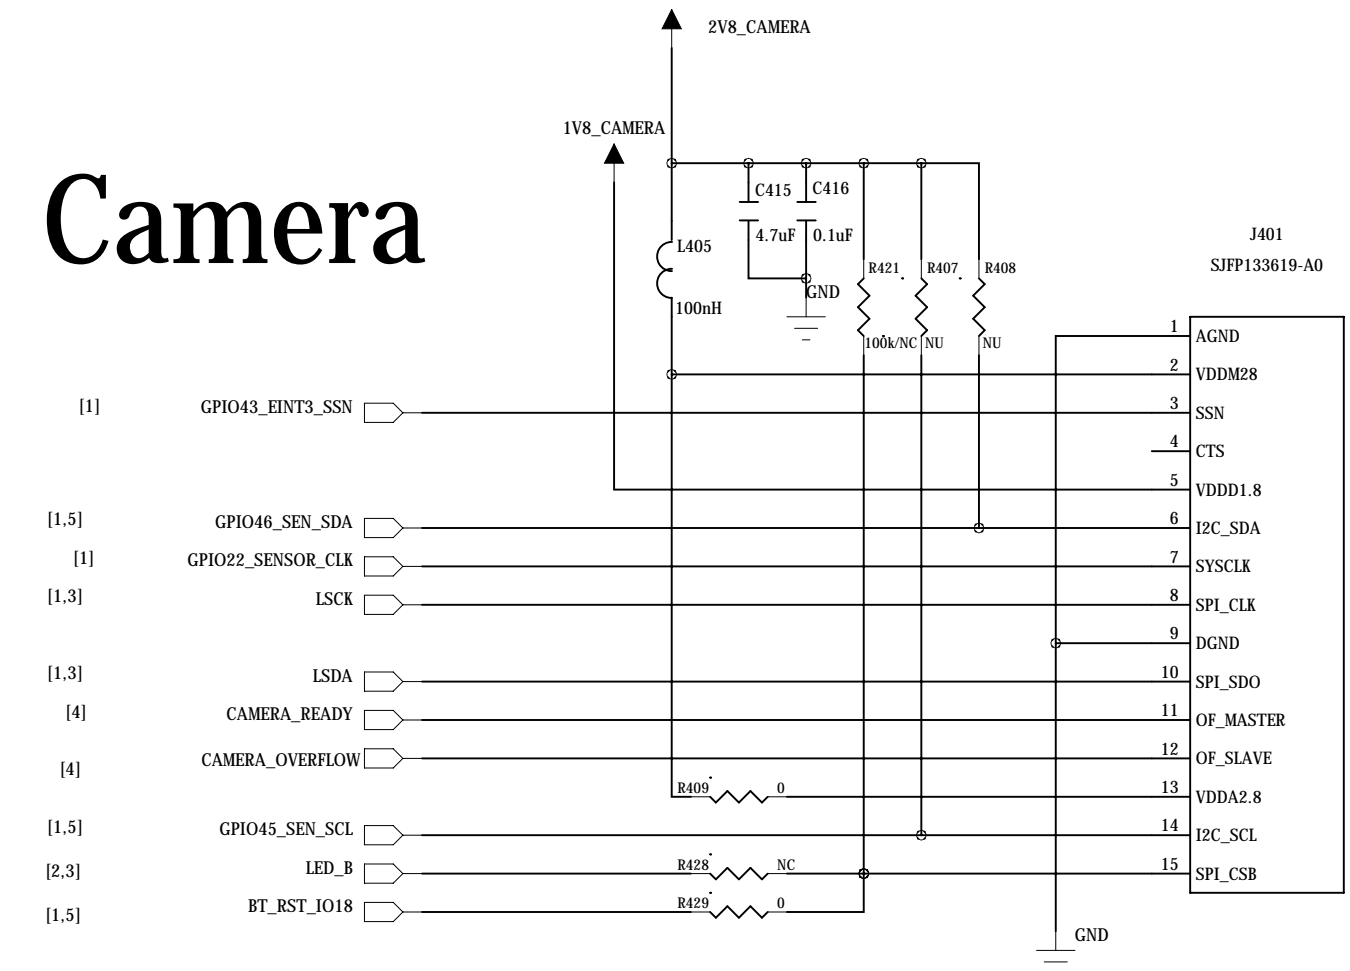 2V8_CAMERA
1V8_CAMERA
Camera
C415
C416
4.7uF
0.1uF
L405
100nH
GND
R421
R407
R408
100k/NC
NU
NU
J401
SJFP133619-A0
1 AGND
2 VDDM28
[1] GPIO43_EINT3_SSN 3 SSN
4 CTS
5 VDDD1.8
[1,5] GPIO46_SEN_SDA 6 I2C_SDA
[1] GPIO22_SENSOR_CLK 7 SYSCLK
[1,3] LSCK 8 SPI_CLK
9 DGND
[1,3] LSDA 10 SPI_SDO
[4] CAMERA_READY 11 OF_MASTER
[4] CAMERA_OVERFLOW 12 OF_SLAVE
R409 0 13 VDDA2.8
[1,5] GPIO45_SEN_SCL 14 I2C_SCL
[2,3] LED_B R428 NC 15 SPI_CSB
[1,5] BT_RST_IO18 R429 0
GND